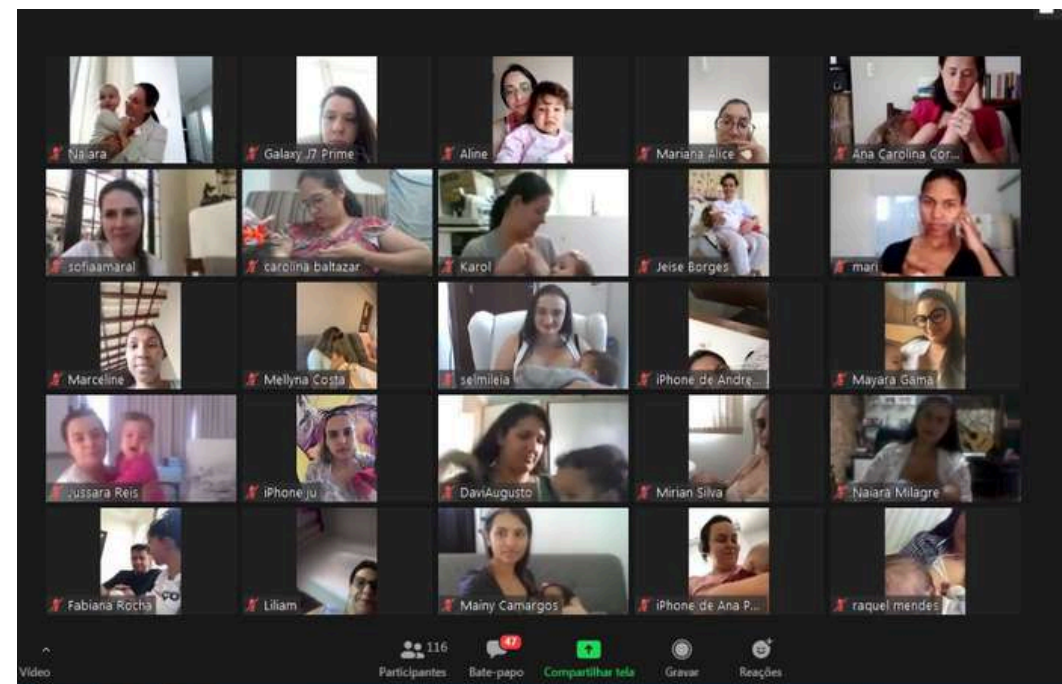 Naiara
Galaxy J7 Prime
Aline
Mariana Alice
Ana Carolina Cor...
sofiaamaral
carolina baltazar
Karol
Jeise Borges
mari
Marceline
Mellyna Costa
selmileia
iPhone de Andre...
Mayara Gama
Jussara Reis
iPhone ju
DaviAugusto
Mirian Silva
Naiara Milagre
Fabiana Rocha
Liliam
Mainy Camargos
iPhone de Ana P...
raquel mendes
116
47
Vídeo
Participantes
Bate-papo
Compartilhar tela
Gravar
Reações